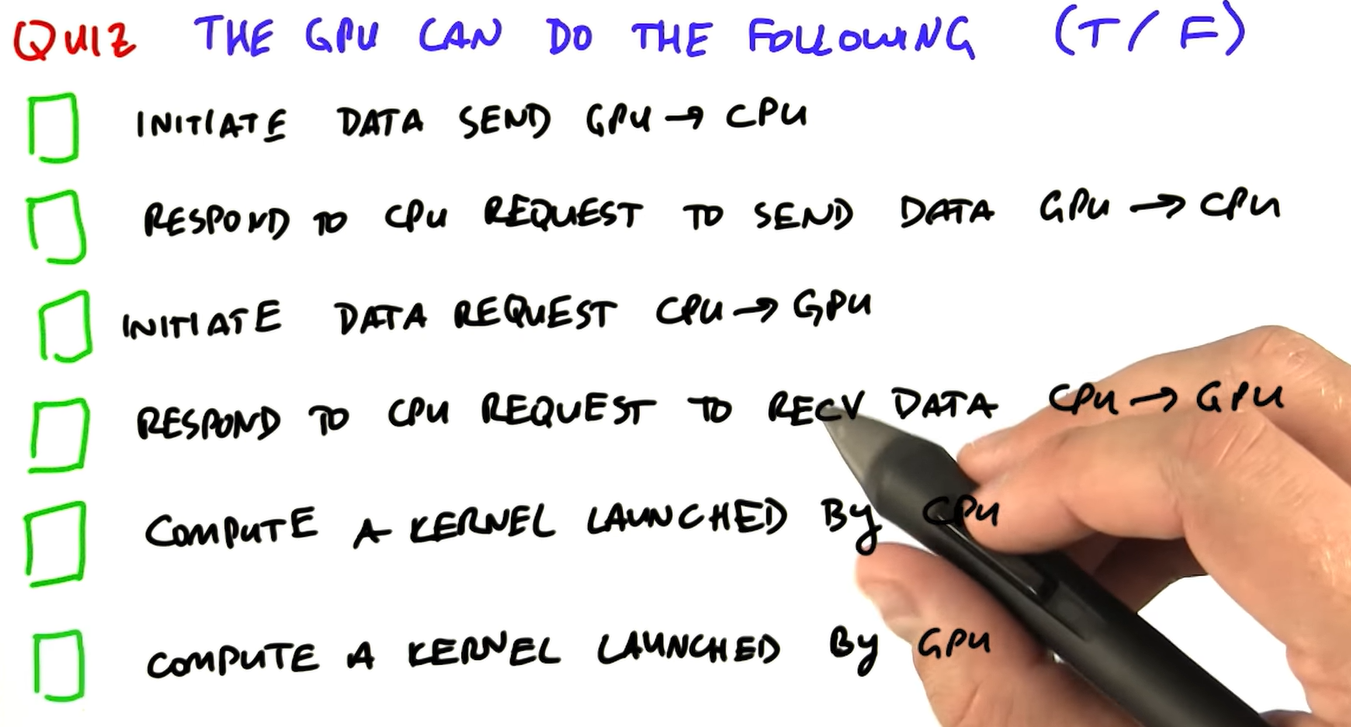 QUIZ THE GPU CAN DO THE FOLLOWING (T/F)
INITIATE DATA SEND GPU → CPU
RESPOND TO CPU REQUEST TO SEND DATA GPU → CPU
INITIATE DATA REQUEST CPU → GPU
RESPOND TO CPU REQUEST TO RECV DATA CPU → GPU
COMPUTE A KERNEL LAUNCHED By CPU
COMPUTE A KERNEL LAUNCHED By GPU